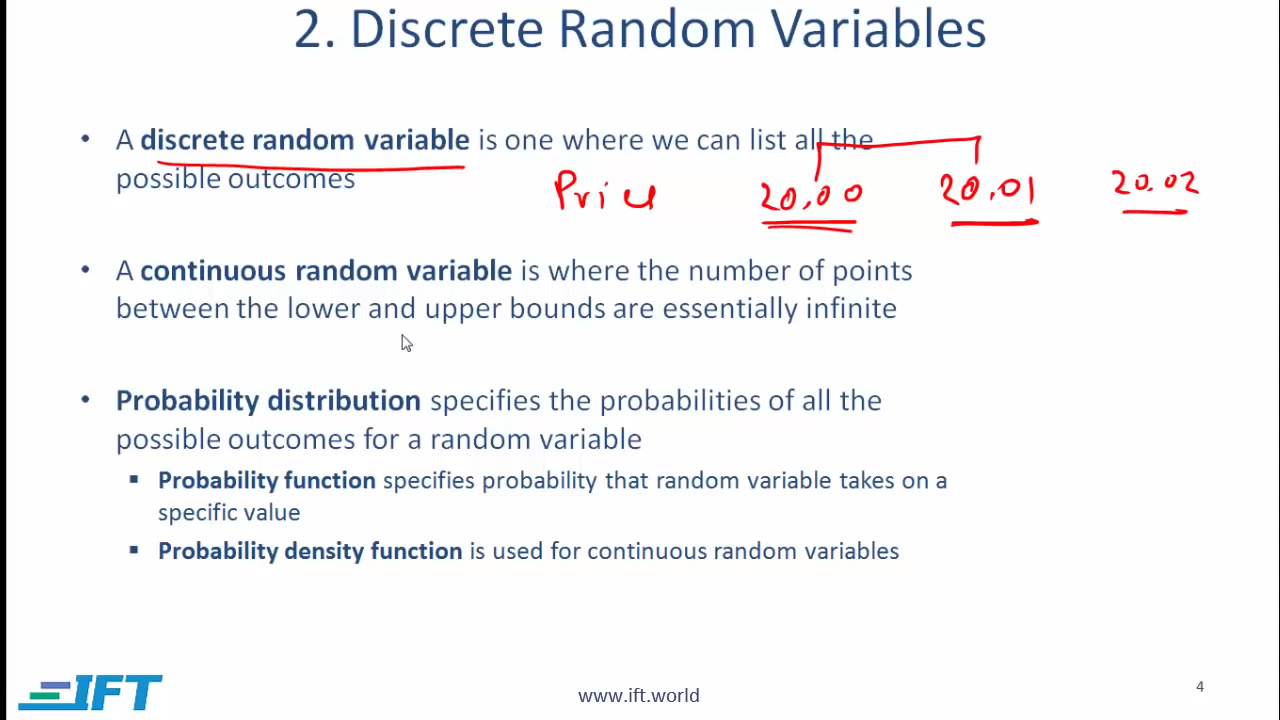 2. Discrete Random Variables
• A discrete random variable is one where we can list all the
possible outcomes
Price 20.00 20.01 20.02
• A continuous random variable is where the number of points
between the lower and upper bounds are essentially infinite
• Probability distribution specifies the probabilities of all the
possible outcomes for a random variable
▪ Probability function specifies probability that random variable takes on a
specific value
▪ Probability density function is used for continuous random variables
IFT
www.ift.world
4